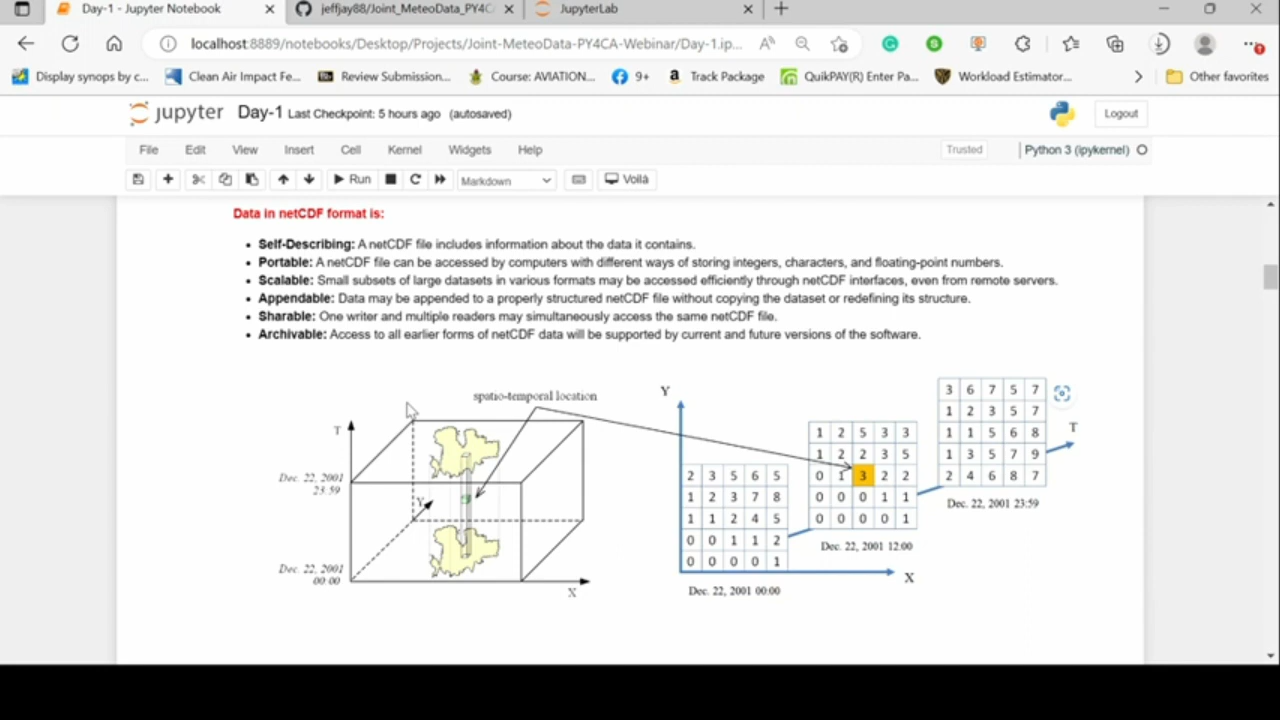 Day-1 - Jupyter Notebook
jeffjay88/Joint_MeteoData_PY4C
JupyterLab
localhost:8889/notebooks/Desktop/Projects/Joint-MeteoData-PY4CA-Webinar/Day-1.ip...
Display synops by c...
Clean Air Impact Fe...
Review Submission...
Course: AVIATION...
9+
Track Package
QuikPAY(R) Enter Pa...
Workload Estimator...
Other favorites
jupyter Day-1 Last Checkpoint: 5 hours ago (autosaved)
Logout
File Edit View Insert Cell Kernel Widgets Help
Trusted
Python 3 (ipykernel)
Run
Markdown
Voilà
Data in netCDF format is:
• Self-Describing: A netCDF file includes information about the data it contains.
• Portable: A netCDF file can be accessed by computers with different ways of storing integers, characters, and floating-point numbers.
• Scalable: Small subsets of large datasets in various formats may be accessed efficiently through netCDF interfaces, even from remote servers.
• Appendable: Data may be appended to a properly structured netCDF file without copying the dataset or redefining its structure.
• Sharable: One writer and multiple readers may simultaneously access the same netCDF file.
• Archivable: Access to all earlier forms of netCDF data will be supported by current and future versions of the software.
spatio-temporal location
T
Dec. 22, 2001
23:59
Y
Dec. 22, 2001
00:00
X
Y
2 3 5 6 5
1 2 3 7 8
1 1 2 4 5
0 0 1 1 2
0 0 0 0 1
Dec. 22, 2001 00:00
1 2 5 3 3
1 2 2 3 5
0 1 3 2 2
0 0 0 1 1
0 0 0 0 1
Dec. 22, 2001 12:00
X
3 6 7 5 7
1 2 3 5 7
1 1 5 6 8
1 3 5 7 9
2 4 6 8 7
Dec. 22, 2001 23:59
T